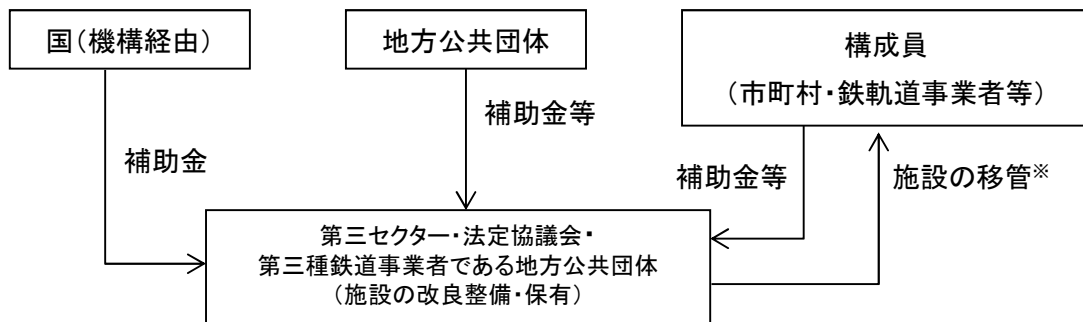 国(機構経由)
地方公共団体
構成員
(市町村・鉄軌道事業者等)
補助金
補助金等
補助金等
施設の移管※
第三セクター・法定協議会・
第三種鉄道事業者である地方公共団体
(施設の改良整備・保有)